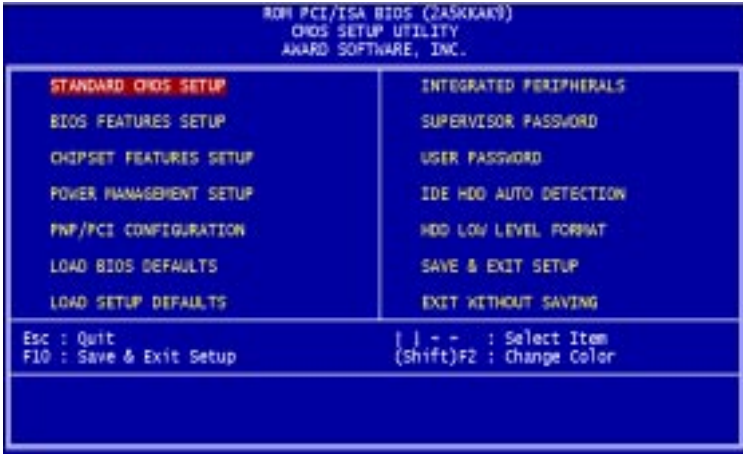 ROM PCI/ISA BIOS (2A5KKAK9)
CMOS SETUP UTILITY
AWARD SOFTWARE, INC.
STANDARD CMOS SETUP
BIOS FEATURES SETUP
CHIPSET FEATURES SETUP
POWER MANAGEMENT SETUP
PNP/PCI CONFIGURATION
LOAD BIOS DEFAULTS
LOAD SETUP DEFAULTS
INTEGRATED PERIPHERALS
SUPERVISOR PASSWORD
USER PASSWORD
IDE HDD AUTO DETECTION
HDD LOW LEVEL FORMAT
SAVE & EXIT SETUP
EXIT WITHOUT SAVING
Esc : Quit
F10 : Save & Exit Setup
: Select Item
(Shift)F2 : Change Color